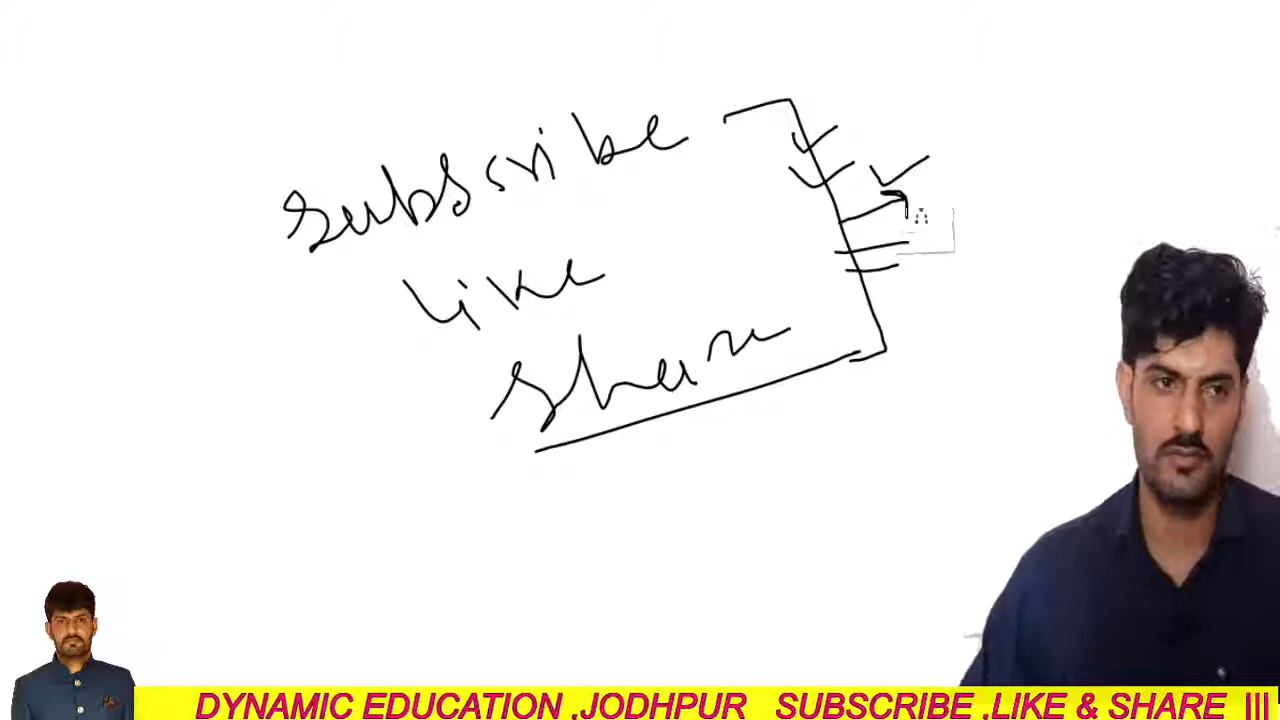 subscribe
like
share
DYNAMIC EDUCATION ,JODHPUR SUBSCRIBE ,LIKE & SHARE |||